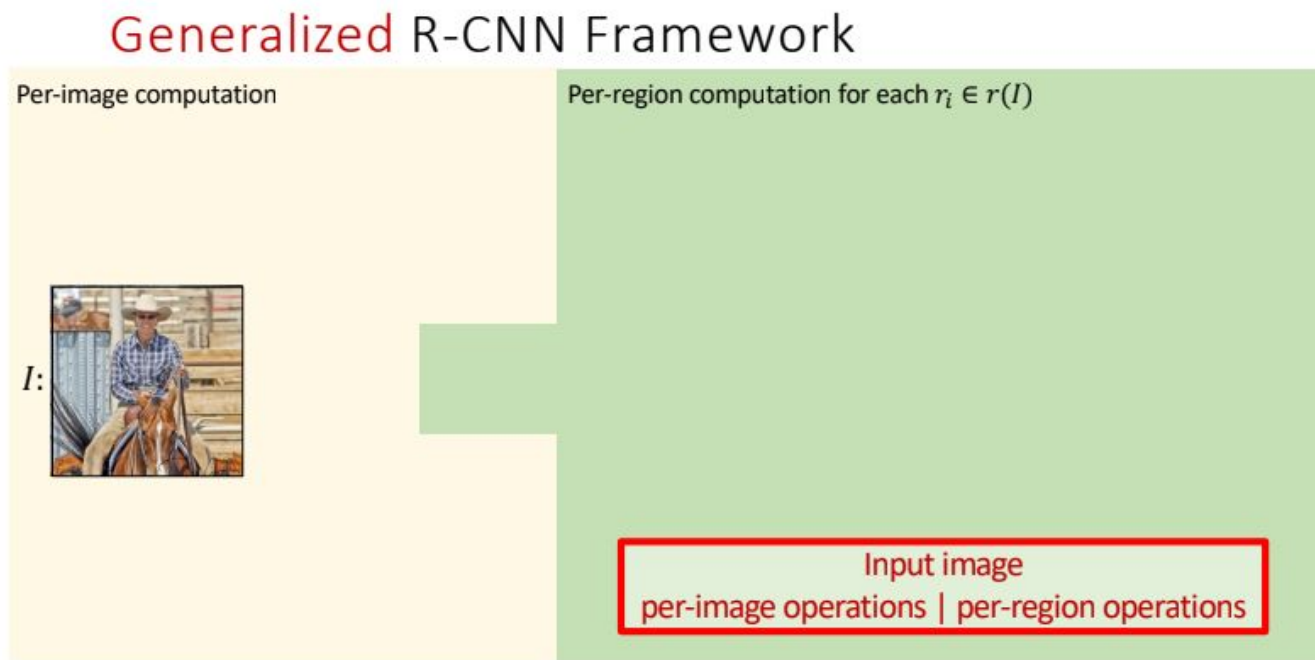 Generalized R-CNN Framework
Per-image computation
Per-region computation for each 𝑟ᵢ ∈ 𝑟(𝐼)
𝐼:
Input image
per-image operations | per-region operations